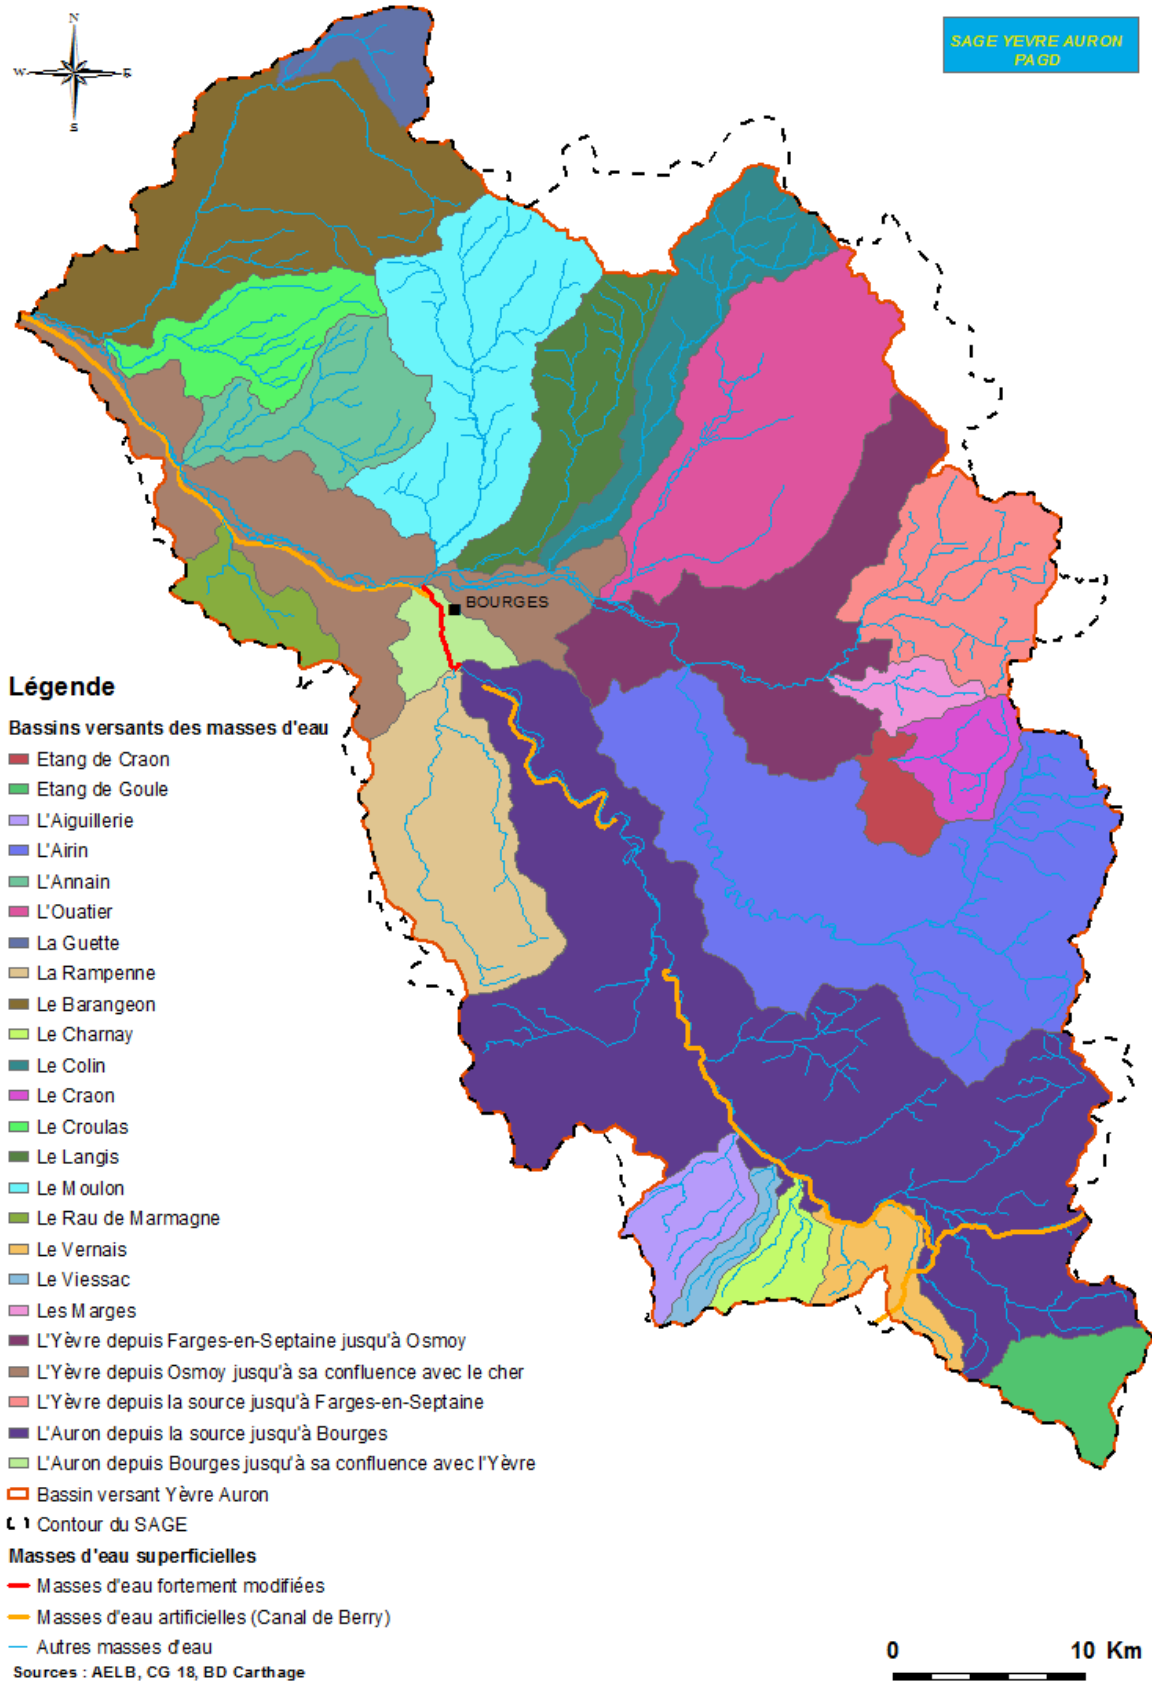 N
W
E
S
SAGE YEVRE AURON
PAGD
BOURGES
Légende
Bassins versants des masses d'eau
Etang de Craon
Etang de Goule
L'Aiguillerie
L'Airin
L'Annain
L'Ouatier
La Guette
La Rampenne
Le Barangeon
Le Charnay
Le Colin
Le Craon
Le Croulas
Le Langis
Le Moulon
Le Rau de Marmagne
Le Vernais
Le Viessac
Les Marges
L'Yèvre depuis Farges-en-Septaine jusqu'à Osmoy
L'Yèvre depuis Osmoy jusqu'à sa confluence avec le cher
L'Yèvre depuis la source jusqu'à Farges-en-Septaine
L'Auron depuis la source jusqu'à Bourges
L'Auron depuis Bourges jusqu'à sa confluence avec l'Yèvre
Bassin versant Yèvre Auron
Contour du SAGE
Masses d'eau superficielles
Masses d'eau fortement modifiées
Masses d'eau artificielles (Canal de Berry)
Autres masses d'eau
Sources : AELB, CG 18, BD Carthage
0 10 Km